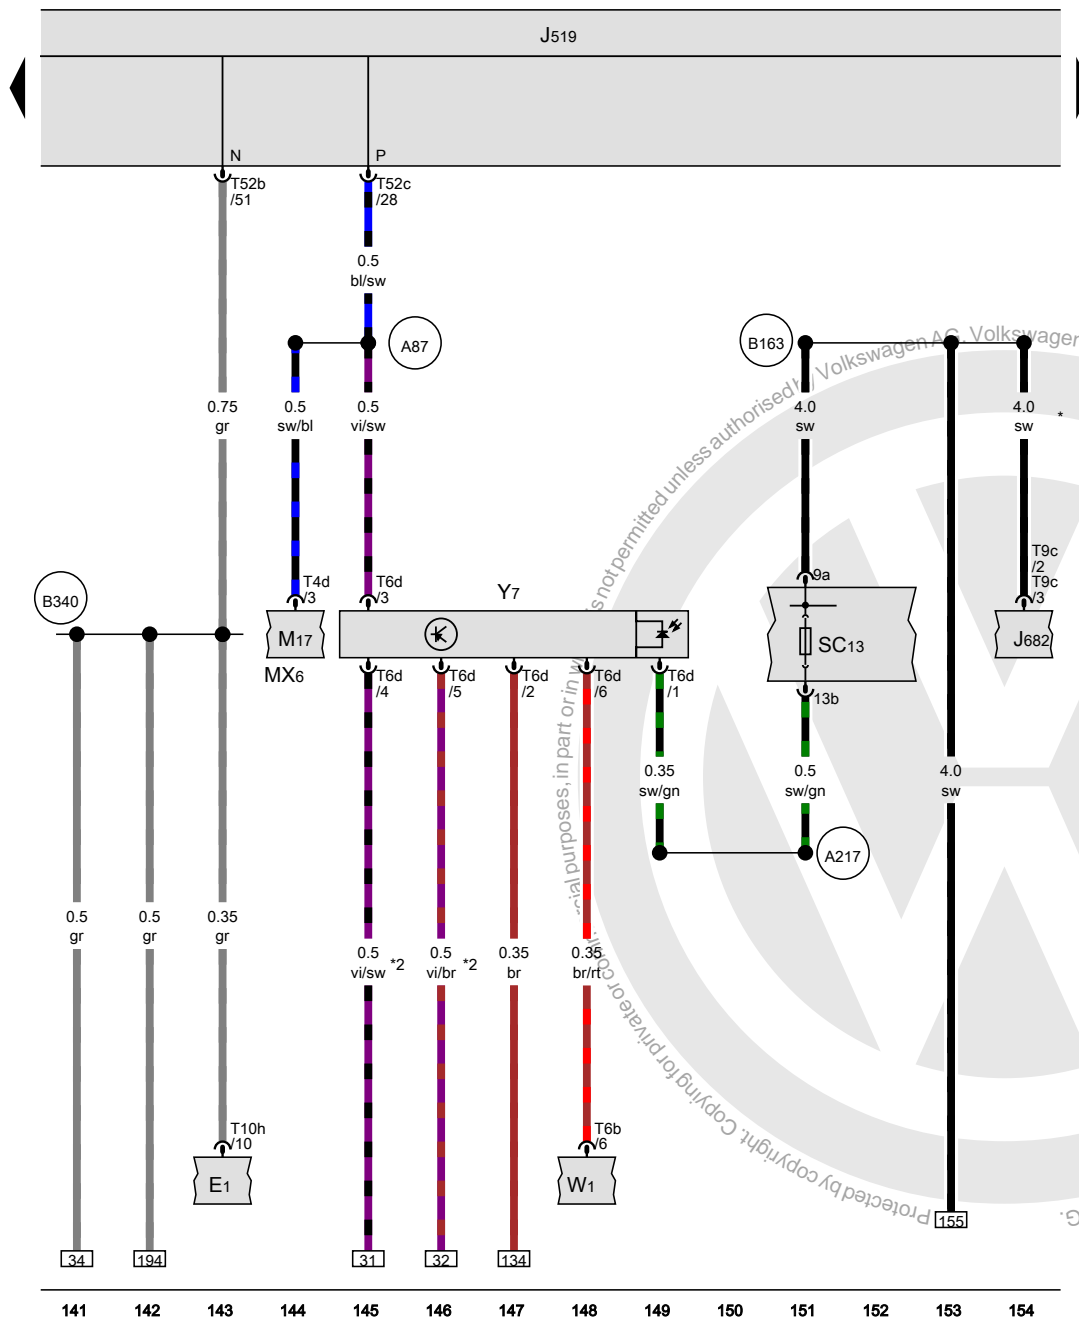 J519
N
P
T52b
/51
T52c
/28
0.5
bl/sw
A87
B163
0.75
gr
0.5
sw/bl
0.5
vi/sw
4.0
sw
4.0
sw
*
T9c
/2
T9c
/3
B340
T4d
/3
T6d
/3
Y7
9a
M17
MX6
SC13
J682
T6d
/4
T6d
/5
T6d
/2
T6d
/6
T6d
/1
13b
0.35
sw/gn
0.5
sw/gn
4.0
sw
A217
0.5
gr
0.5
gr
0.35
gr
0.5
vi/sw *2
0.5
vi/br *2
0.35
br
0.35
br/rt
T10h
/10
E1
T6b
/6
W1
34
194
31
32
134
155
141 142 143 144 145 146 147 148 149 150 151 152 153 154
Protected by copyright. Copying for private or
purposes, in part or in
is not permitted unless authorised by Volkswagen AG. Volkswagen
G.